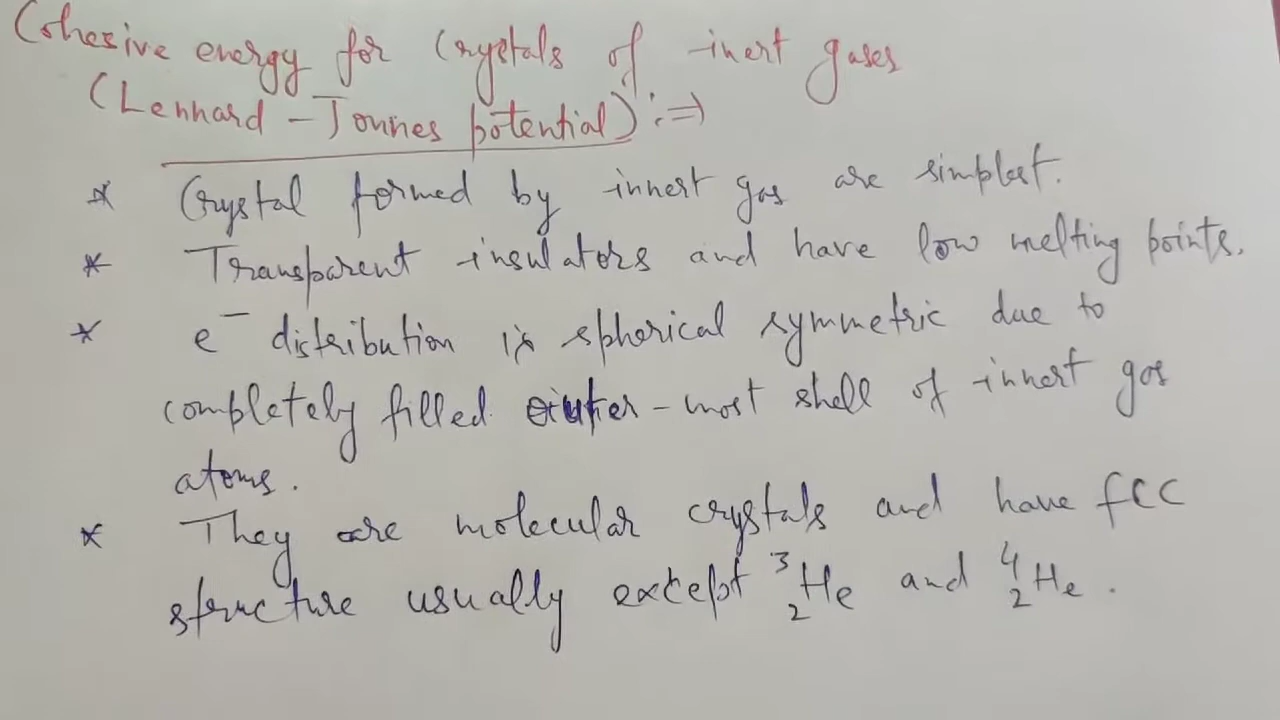 Cohesive energy for Crystals of inert gases
(Lennard - Jonnes potential) :⇒
* Crystal formed by innert gas are simplest.
* Transparent insulators and have low melting points.
* e⁻ distribution is spherical symmetric due to
completely filled outer-most shell of innert gas
atoms.
* They are molecular crystals and have fcc
structure usually except ³₂He and ⁴₂He.